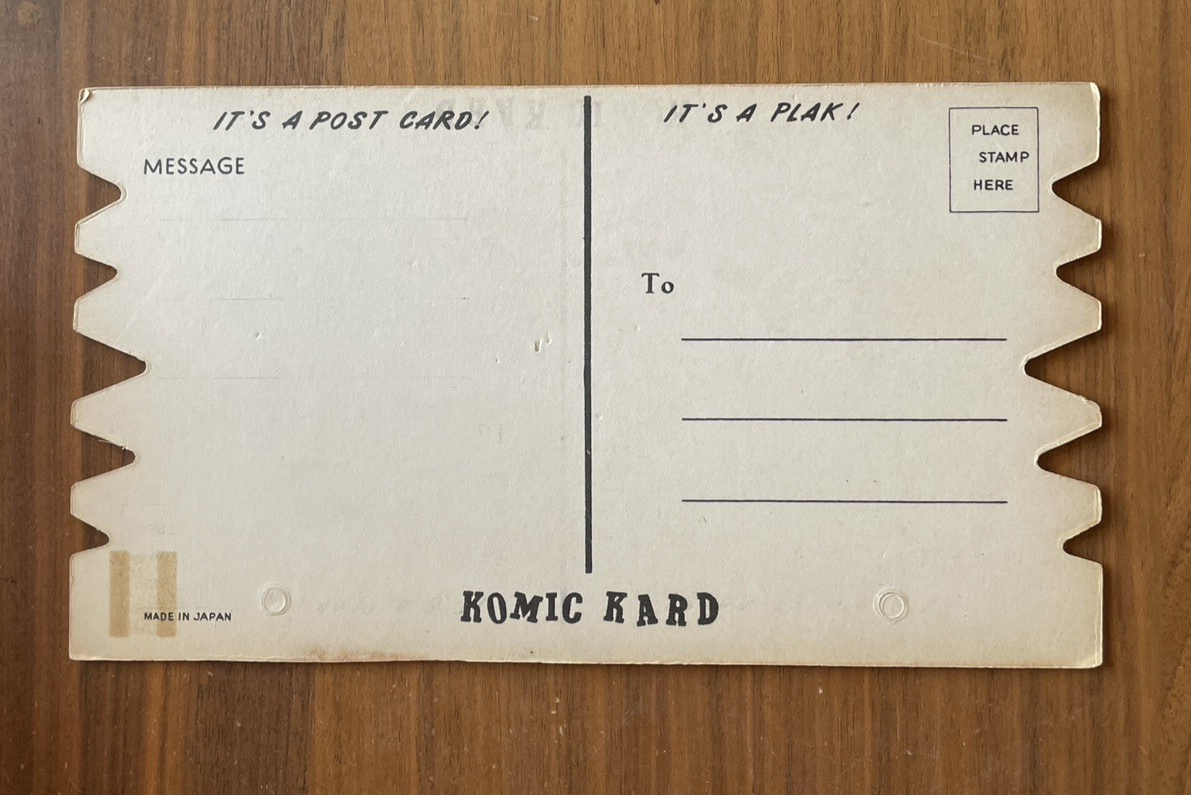 IT'S A POST CARD!
MESSAGE
IT'S A PLAK!
PLACE
STAMP
HERE
To
MADE IN JAPAN
KOMIC KARD